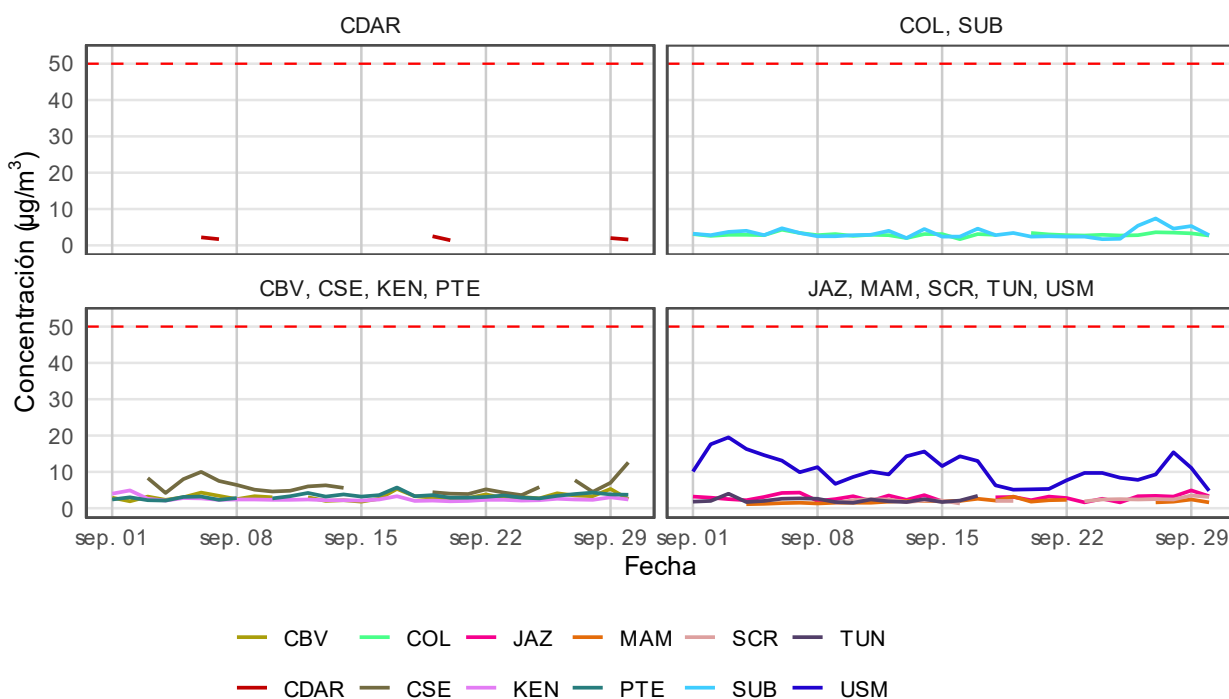 CDAR
COL, SUB
50
40
30
20
10
0
CBV, CSE, KEN, PTE
JAZ, MAM, SCR, TUN, USM
50
40
30
20
10
0
Concentración (µg/m³)
sep. 01
sep. 08
sep. 15
sep. 22
sep. 29
sep. 01
sep. 08
sep. 15
sep. 22
sep. 29
Fecha
CBV COL JAZ MAM SCR TUN
CDAR CSE KEN PTE SUB USM